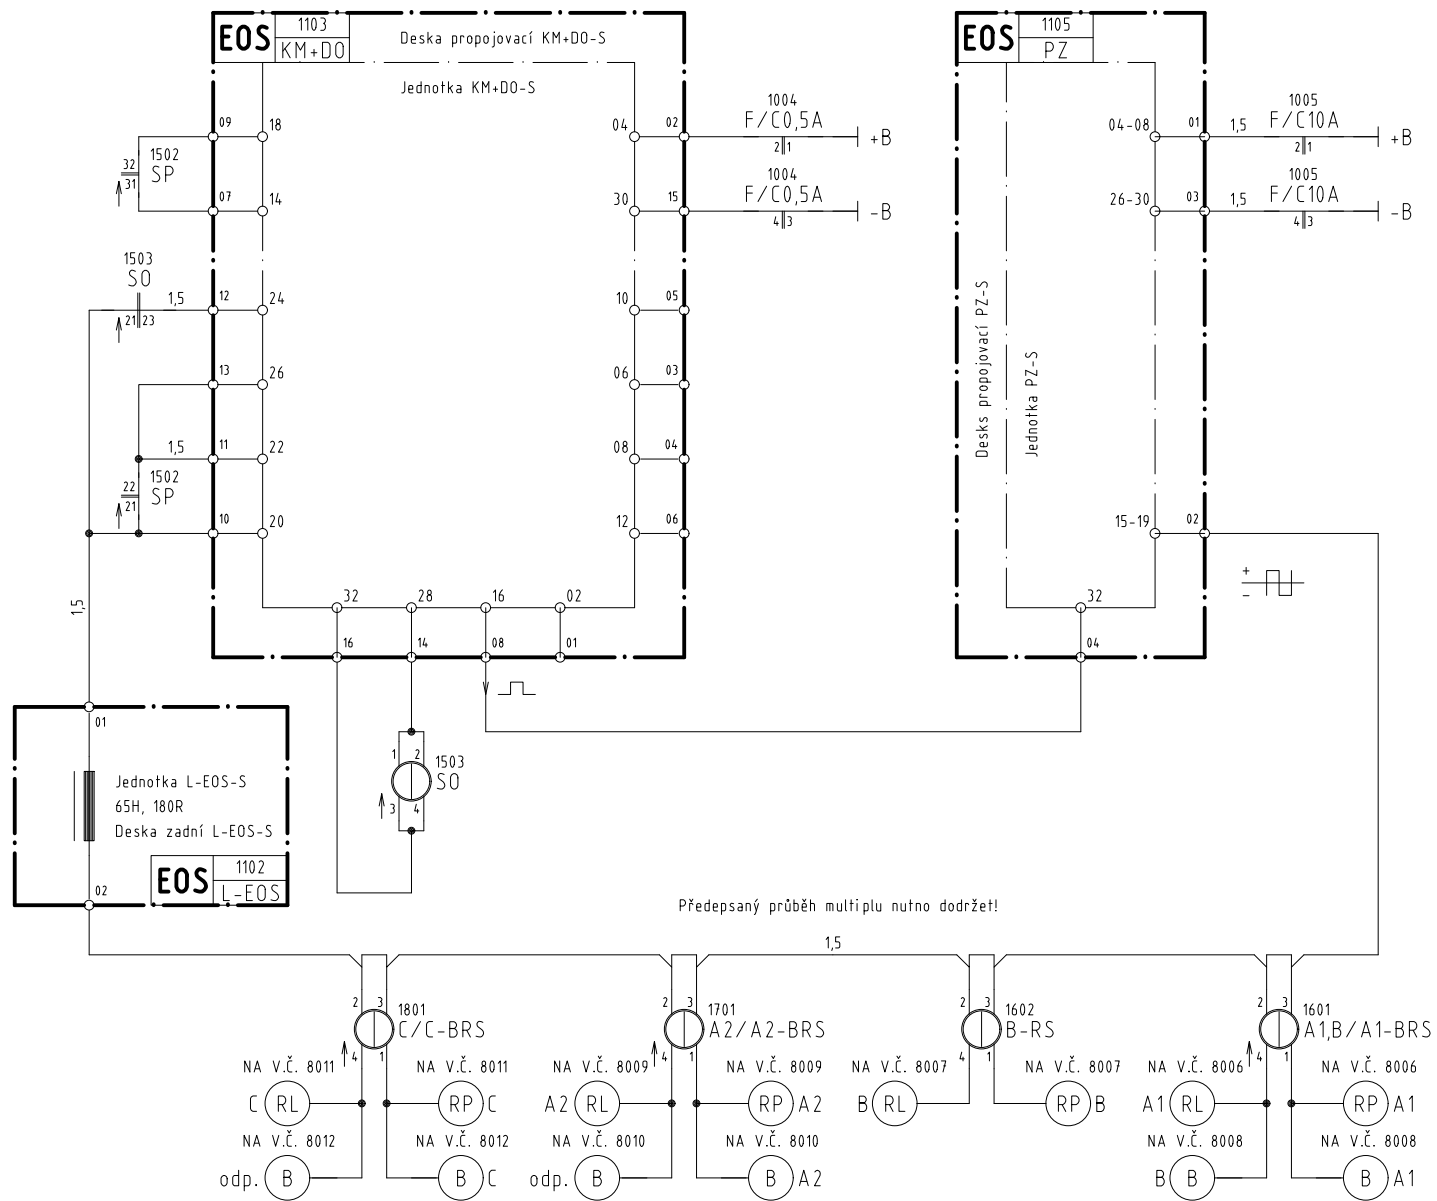 EOS
1103
KM+DO
Deska propojovací KM+DO-S
Jednotka KM+DO-S
EOS
1105
PZ
09
18
32
31
1502
SP
07
14
1503
SO
1,5
12
24
21
23
13
26
1,5
11
22
22
21
1502
SP
10
20
1,5
04
02
1004
F/C0,5A
2
1
+B
30
15
1004
F/C0,5A
4
3
-B
10
05
06
03
08
04
12
06
32
28
16
02
16
14
08
01
04-08
01
1,5
1005
F/C10A
2
1
+B
26-30
03
1,5
1005
F/C10A
4
3
-B
Desks propojovací PZ-S
Jednotka PZ-S
15-19
02
+
-
32
04
01
Jednotka L-EOS-S
65H, 180R
Deska zadní L-EOS-S
EOS
1102
L-EOS
02
1
2
1503
SO
3
4
Předepsaný průběh multiplu nutno dodržet!
1,5
2
3
1801
C/C-BRS
4
1
2
3
1701
A2/A2-BRS
4
1
2
3
1602
B-RS
4
1
2
3
1601
A1,B/A1-BRS
4
1
NA V.Č. 8011
C RL
NA V.Č. 8011
RP C
NA V.Č. 8009
A2 RL
NA V.Č. 8009
RP A2
NA V.Č. 8007
B RL
NA V.Č. 8007
RP B
NA V.Č. 8006
A1 RL
NA V.Č. 8006
RP A1
NA V.Č. 8012
odp. B
NA V.Č. 8012
B C
NA V.Č. 8010
odp. B
NA V.Č. 8010
B A2
NA V.Č. 8008
B B
NA V.Č. 8008
B A1